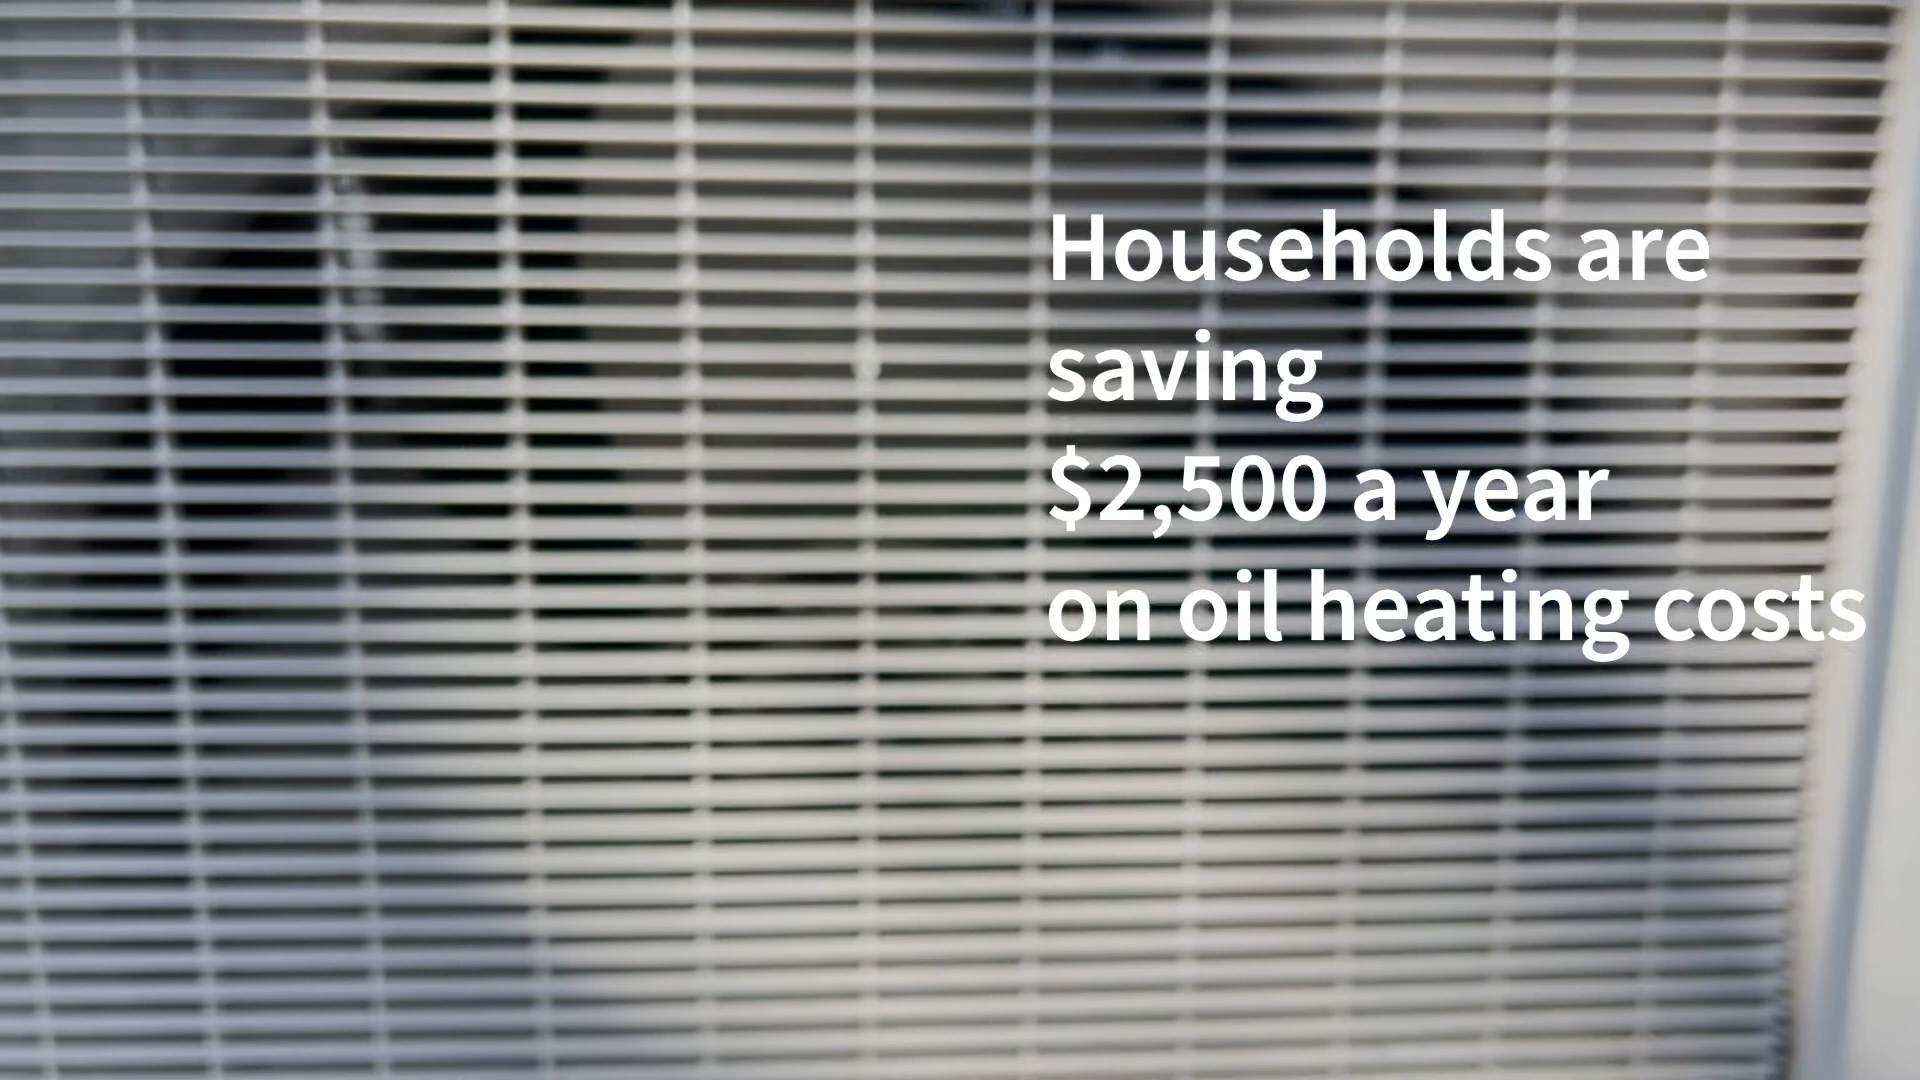 Households are
saving
$2,500 a year
on oil heating costs